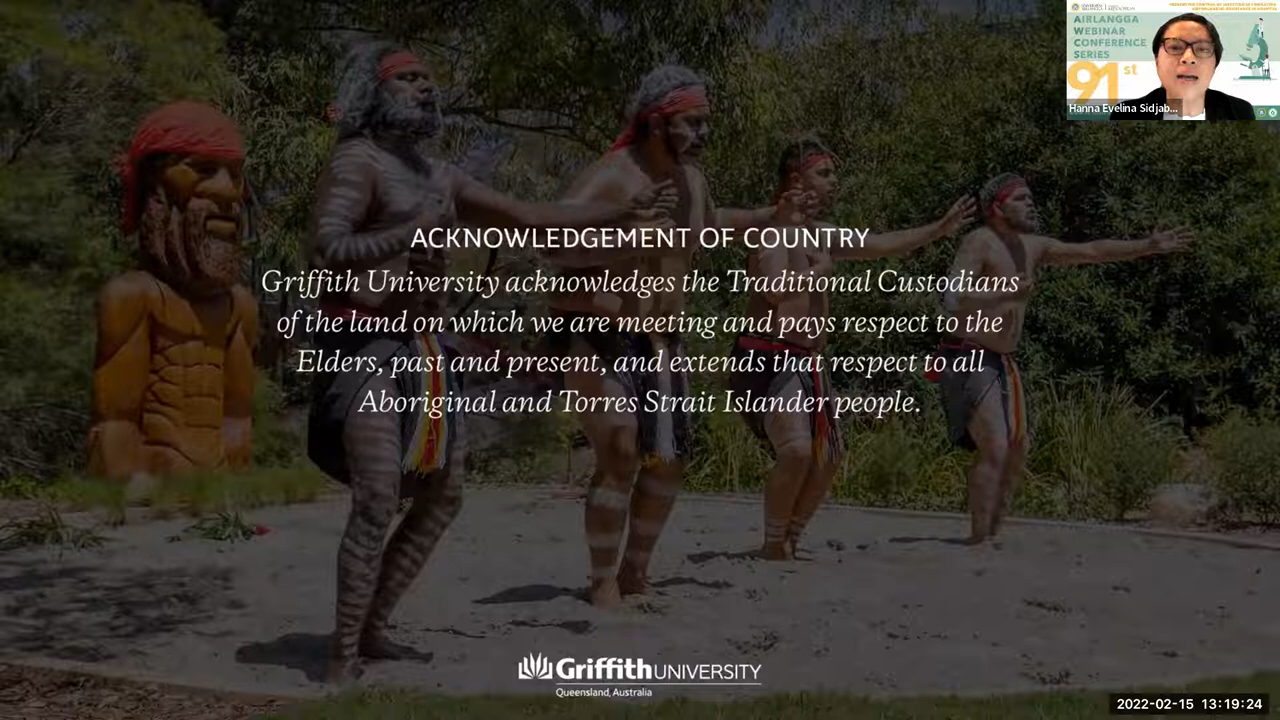 AIRLANGGA
WEBINAR
CONFERENCE
SERIES
91st
Hanna Evelina Sidjab...
ACKNOWLEDGEMENT OF COUNTRY
Griffith University acknowledges the Traditional Custodians
of the land on which we are meeting and pays respect to the
Elders, past and present, and extends that respect to all
Aboriginal and Torres Strait Islander people.
Griffith UNIVERSITY
Queensland, Australia
2022-02-15 13:19:24